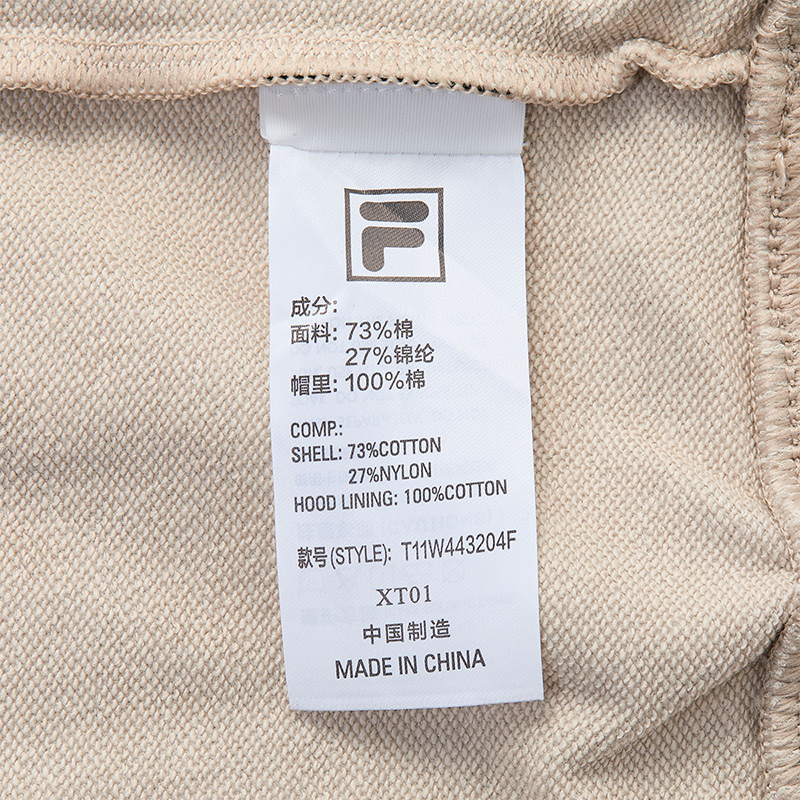 F
成分:
面料: 73%棉
27%锦纶
帽里: 100%棉
COMP.:
SHELL: 73%COTTON
27%NYLON
HOOD LINING: 100%COTTON
款号(STYLE): T11W443204F
XT01
中国制造
MADE IN CHINA